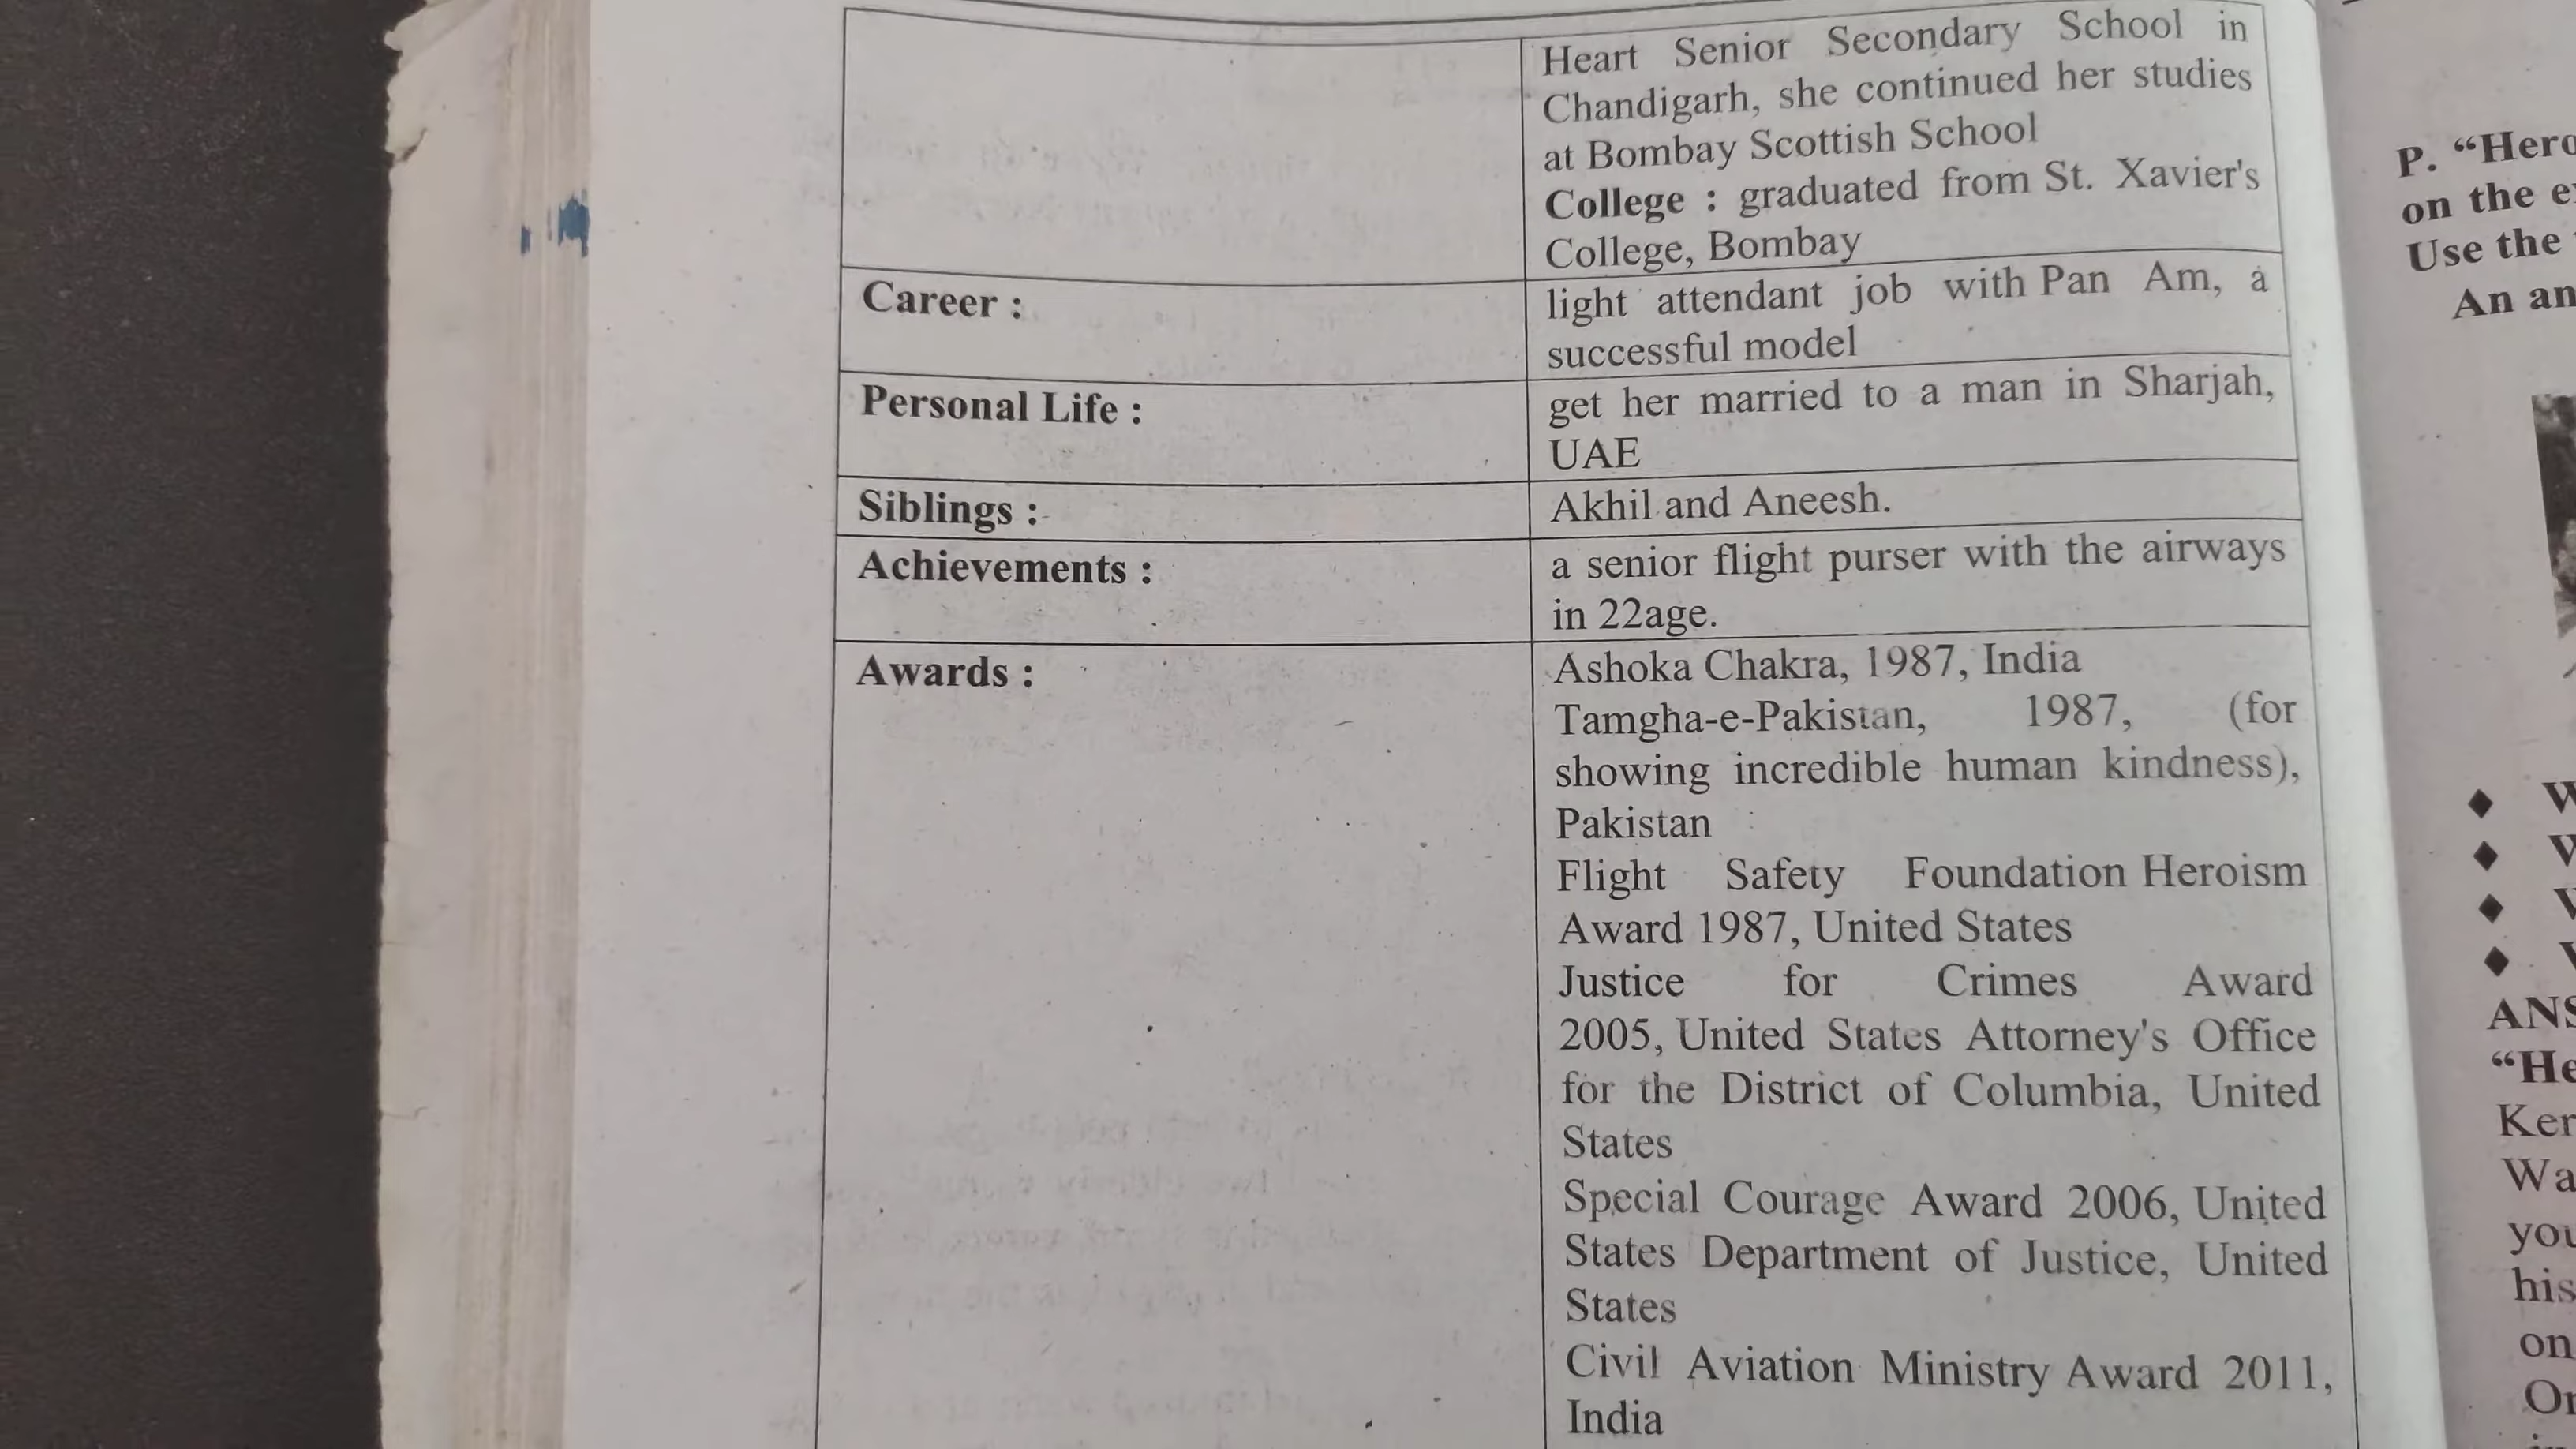 Heart Senior Secondary School in
Chandigarh, she continued her studies
at Bombay Scottish School
College : graduated from St. Xavier's
College, Bombay
Career :
light attendant job with Pan Am, a
successful model
Personal Life :
get her married to a man in Sharjah,
UAE
Siblings :
Akhil and Aneesh.
Achievements :
a senior flight purser with the airways
in 22age.
Awards :
Ashoka Chakra, 1987, India
Tamgha-e-Pakistan, 1987, (for
showing incredible human kindness),
Pakistan
Flight Safety Foundation Heroism
Award 1987, United States
Justice for Crimes Award
2005, United States Attorney's Office
for the District of Columbia, United
States
Special Courage Award 2006, United
States Department of Justice, United
States
Civil Aviation Ministry Award 2011,
India
P. "Hero
on the
Use the
An an
ANS
"He
Ker
Wa
you
his
on